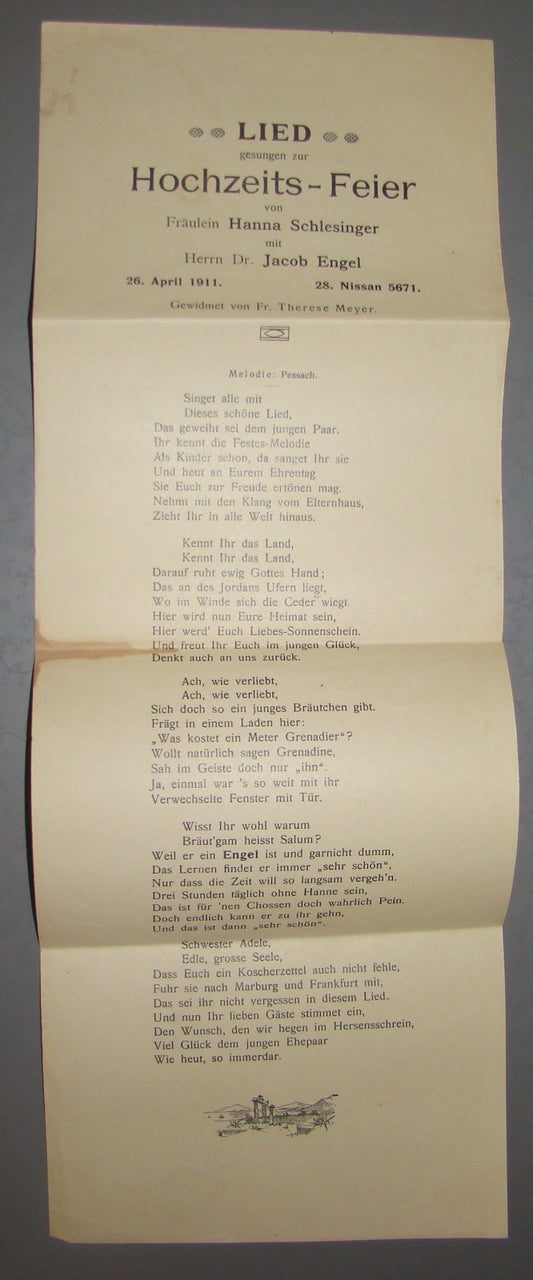 LIED
gesungen zur
Hochzeits-Feier
von
Fräulein Hanna Schlesinger
mit
Herrn Dr. Jacob Engel
26. April 1911. 28. Nissan 5671.
Gewidmet von Fr. Therese Meyer.
Melodie: Pessach.
Singet alle mit
Dieses schöne Lied,
Das geweiht sei dem jungen Paar.
Ihr kennt die Festes-Melodie
Als Kinder schon, da sanget Ihr sie
Und heut an Eurem Ehrentag
Sie Euch zur Freude ertönen mag.
Nehmt mit den Klang vom Elternhaus,
Zieht Ihr in alle Welt hinaus.
Kennt Ihr das Land,
Kennt Ihr das Land,
Darauf ruht ewig Gottes Hand;
Das an des Jordans Ufern liegt,
Wo im Winde sich die Ceder wiegt.
Hier wird nun Eure Heimat sein,
Hier werd' Euch Liebes-Sonnenschein.
Und freut Ihr Euch im jungen Glück,
Denkt auch an uns zurück.
Ach, wie verliebt,
Ach, wie verliebt,
Sich doch so ein junges Bräutchen gibt.
Frägt in einem Laden hier:
„Was kostet ein Meter Grenadier“?
Wollt natürlich sagen Grenadine,
Sah im Geiste doch nur „ihn“.
Ja, einmal war 's so weit mit ihr
Verwechselte Fenster mit Tür.
Wisst Ihr wohl warum
Bräut'gam heisst Salum?
Weil er ein Engel ist und garnicht dumm,
Das Lernen findet er immer „sehr schön“,
Nur dass die Zeit will so langsam vergeh'n.
Drei Stunden täglich ohne Hanne sein,
Das ist für 'nen Chossen doch wahrlich Pein.
Doch endlich kann er zu ihr gehn.
Und das ist dann „sehr schön“.
Schwester Adele,
Edle, grosse Seele,
Dass Euch ein Koscherzettel auch nicht fehle,
Fuhr sie nach Marburg und Frankfurt mit,
Das sei ihr nicht vergessen in diesem Lied.
Und nun Ihr lieben Gäste stimmet ein,
Den Wunsch, den wir hegen im Hersensschrein,
Viel Glück dem jungen Ehepaar
Wie heut, so immerdar.